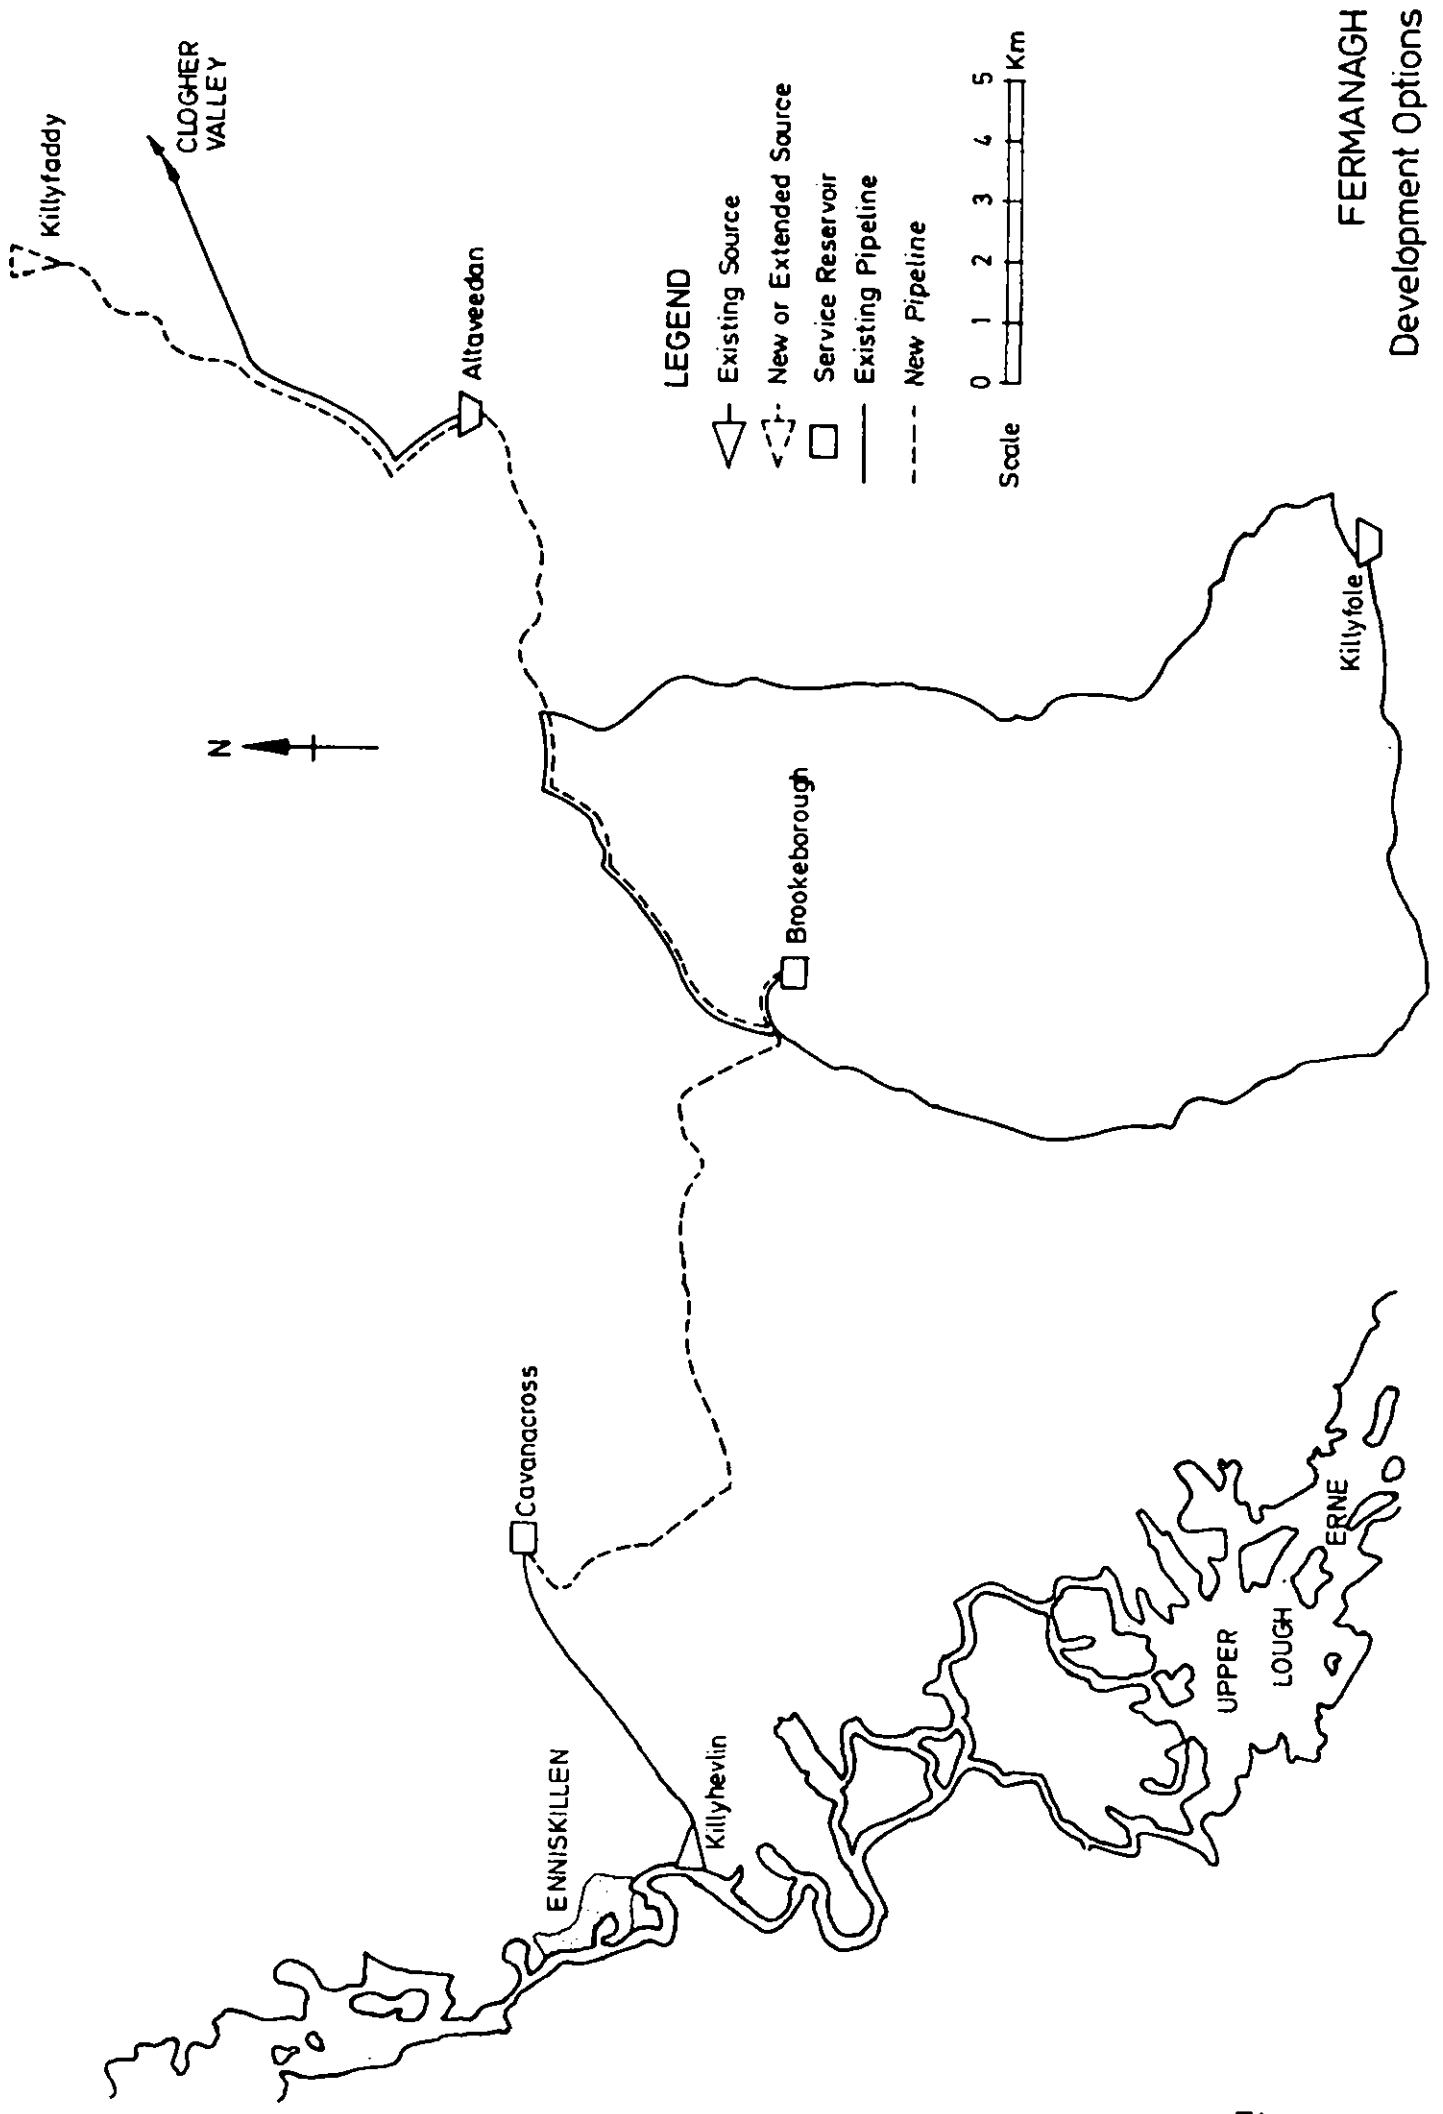 Killyfaddy
CLOGHER
VALLEY
Altaveedan
N
Brookeborough
Cavanacross
ENNISKILLEN
Killyhevlin
UPPER
LOUGH
ERNE
Killyfole
LEGEND
Existing Source
New or Extended Source
Service Reservoir
Existing Pipeline
New Pipeline
Scale
0 1 2 3 4 5 Km
FERMANAGH
Development Options